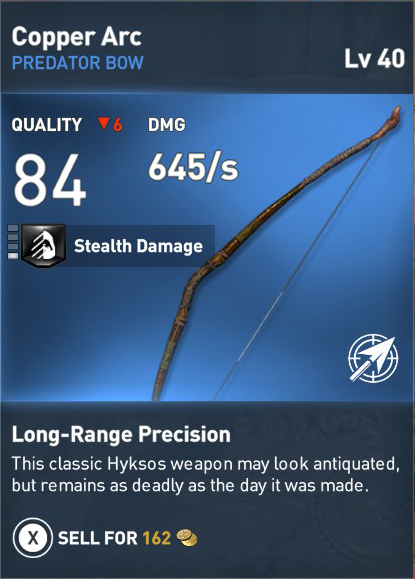 Copper Arc
PREDATOR BOW
Lv 40
QUALITY ▼6 DMG
84 645/s
Stealth Damage
Long-Range Precision
This classic Hyksos weapon may look antiquated,
but remains as deadly as the day it was made.
X SELL FOR 162